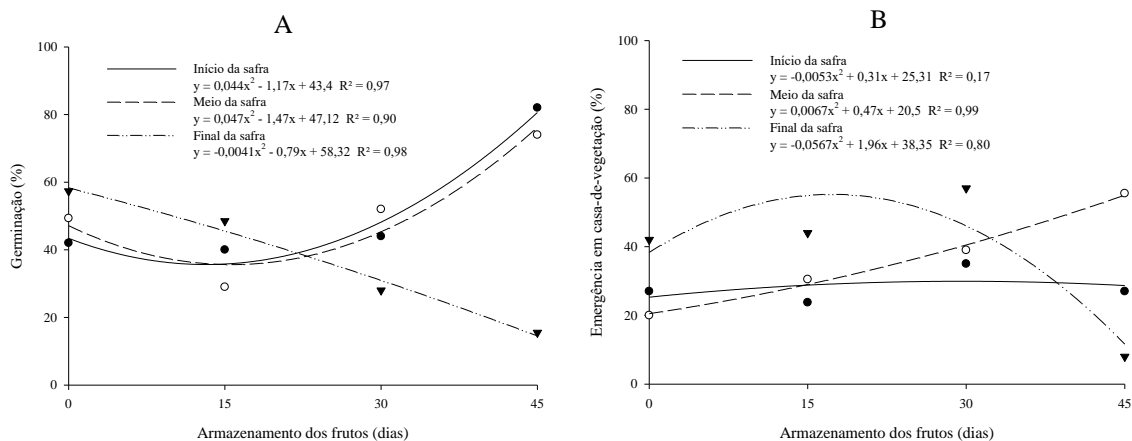 A
Início da safra
y = 0,044x² - 1,17x + 43,4 R² = 0,97
Meio da safra
y = 0,047x² - 1,47x + 47,12 R² = 0,90
Final da safra
y = -0,0041x² - 0,79x + 58,32 R² = 0,98
Germinação (%)
100
80
60
40
20
0
0 15 30 45
Armazenamento dos frutos (dias)
B
Início da safra
y = -0,0053x² + 0,31x + 25,31 R² = 0,17
Meio da safra
y = 0,0067x² + 0,47x + 20,5 R² = 0,99
Final da safra
y = -0,0567x² + 1,96x + 38,35 R² = 0,80
Emergência em casa-de-vegetação (%)
100
80
60
40
20
0
0 15 30 45
Armazenamento dos frutos (dias)